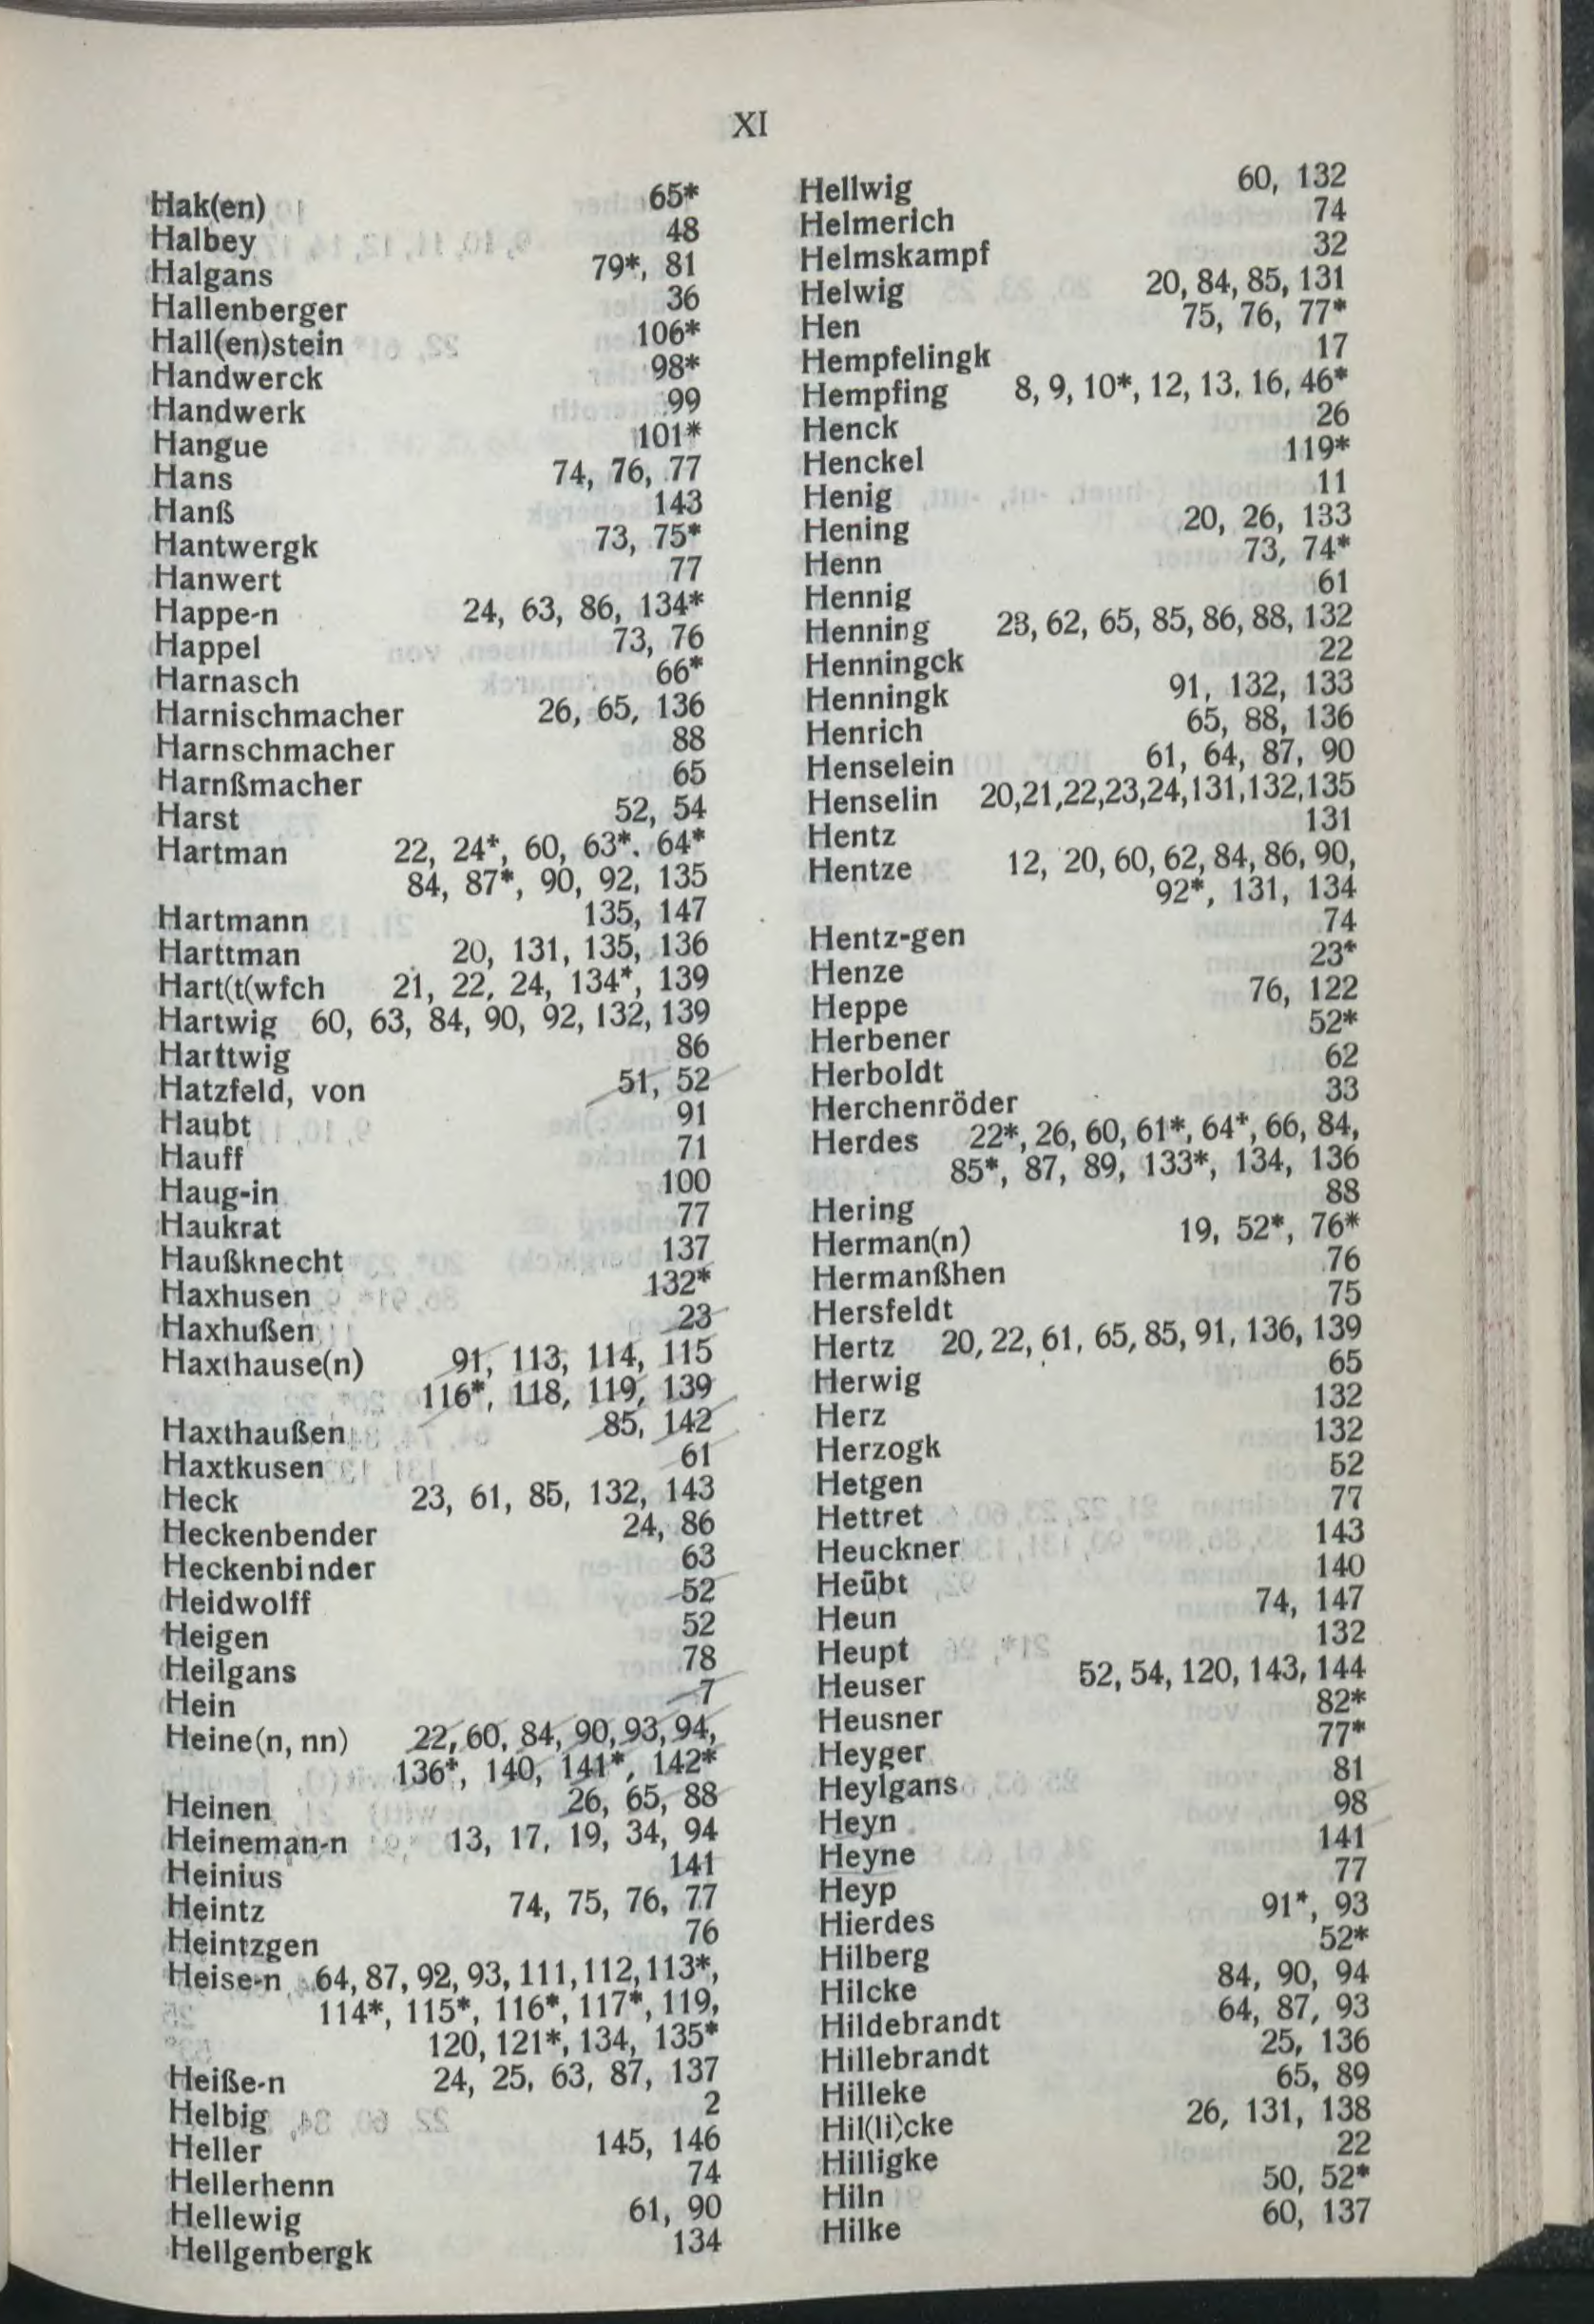 XI
Hak(en) 65*
Halbey 48
Halgans 79*, 81
Hallenberger 36
Hall(en)stein 106*
Handwerck 98*
Handwerk 99
Hangue 101*
Hans 74, 76, 77
Hanß 143
Hantwergk 73, 75*
Hanwert 77
Happe-n 24, 63, 86, 134*
Happel 73, 76
Harnasch 66*
Harnischmacher 26, 65, 136
Harnschmacher 88
Harnßmacher 65
Harst 52, 54
Hartman 22, 24*, 60, 63*, 64*
84, 87*, 90, 92, 135
Hartmann 135, 147
Harttman 20, 131, 135, 136
Hart(t(wfch 21, 22, 24, 134*, 139
Hartwig 60, 63, 84, 90, 92, 132, 139
Harttwig 86
Hatzfeld, von 51, 52
Haubt 91
Hauff 71
Haug-in 100
Haukrat 77
Haußknecht 137
Haxhusen 132*
Haxhußen 23
Haxthause(n) 91, 113, 114, 115
116*, 118, 119, 139
Haxthaußen 85, 142
Haxtkusen 61
Heck 23, 61, 85, 132, 143
Heckenbender 24, 86
Heckenbinder 63
Heidwolff 52
Heigen 52
Heilgans 78
Hein 7
Heine(n, nn) 22, 60, 84, 90, 93, 94,
136*, 140, 141*, 142*
Heinen 26, 65, 88
Heineman-n 13, 17, 19, 34, 94
Heinius 141
Heintz 74, 75, 76, 77
Heintzgen 76
Heise-n 64, 87, 92, 93, 111, 112, 113*,
114*, 115*, 116*, 117*, 119,
120, 121*, 134, 135*
Heiße-n 24, 25, 63, 87, 137
Helbig 2
Heller 145, 146
Hellerhenn 74
Hellewig 61, 90
Hellgenbergk 134
Hellwig 60, 132
Helmerich 74
Helmskampf 32
Helwig 20, 84, 85, 131
Hen 75, 76, 77*
Hempfelingk 17
Hempfing 8, 9, 10*, 12, 13, 16, 46*
Henck 26
Henckel 119*
Henig 11
Hening 20, 26, 133
Henn 73, 74*
Hennig 61
Henning 23, 62, 65, 85, 86, 88, 132
Henningck 22
Henningk 91, 132, 133
Henrich 65, 88, 136
Henselein 61, 64, 87, 90
Henselin 20,21,22,23,24,131,132,135
Hentz 131
Hentze 12, 20, 60, 62, 84, 86, 90,
92*, 131, 134
Hentz-gen 74
Henze 23*
Heppe 76, 122
Herbener 52*
Herboldt 62
Herchenröder 33
Herdes 22*, 26, 60, 61*, 64*, 66, 84,
85*, 87, 89, 133*, 134, 136
Hering 88
Herman(n) 19, 52*, 76*
Hermanßhen 76
Hersfeldt 75
Hertz 20, 22, 61, 65, 85, 91, 136, 139
Herwig 65
Herz 132
Herzogk 132
Hetgen 52
Hettret 77
Heuckner 143
Heübt 140
Heun 74, 147
Heupt 132
Heuser 52, 54, 120, 143, 144
Heusner 82*
Heyger 77*
Heylgans 81
Heyn 98
Heyne 141
Heyp 77
Hierdes 91*, 93
Hilberg 52*
Hilcke 84, 90, 94
Hildebrandt 64, 87, 93
Hillebrandt 25, 136
Hilleke 65, 89
Hil(li)cke 26, 131, 138
Hilligke 22
Hiln 50, 52*
Hilke 60, 137